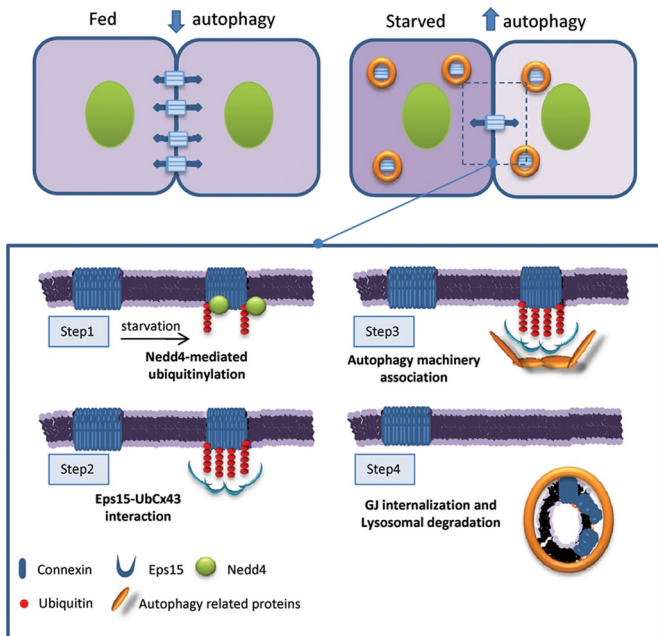 Fed
autophagy
Starved
autophagy
Step1
starvation
Nedd4-mediated
ubiquitinylation
Step3
Autophagy machinery
association
Step2
Eps15-UbCx43
interaction
Step4
GJ internalization and
Lysosomal degradation
Connexin
Eps15
Nedd4
Ubiquitin
Autophagy related proteins